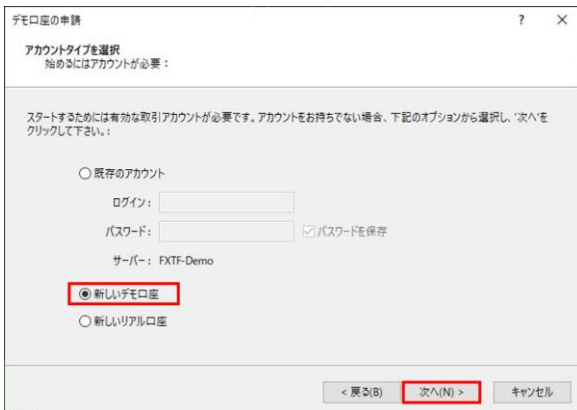 デモ口座の申請 ? ×
アカウントタイプを選択
始めるにはアカウントが必要：
スタートするためには有効な取引アカウントが必要です。アカウントをお持ちでない場合、下記のオプションから選択し、'次へ'を
クリックして下さい。:
既存のアカウント
ログイン：
パスワード：
パスワードを保存
サーバー： FXTF-Demo
新しいデモ口座
新しいリアル口座
< 戻る(B) 次へ(N) > キャンセル